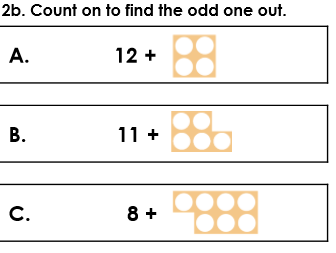 2b. Count on to find the odd one out.
A. 12 +
B. 11 +
C. 8 +